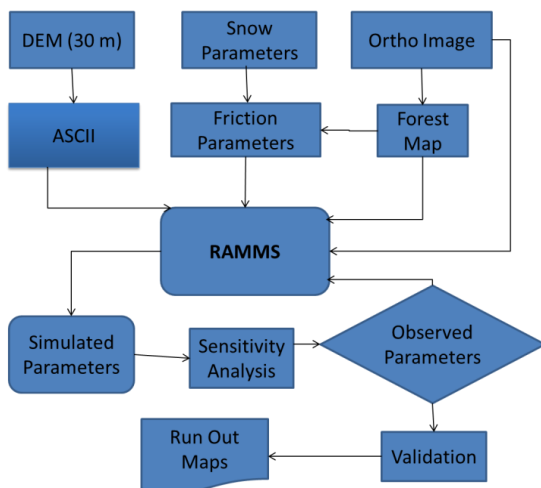 DEM (30 m)
Snow
Parameters
Ortho Image
ASCII
Friction
Parameters
Forest
Map
RAMMS
Simulated
Parameters
Sensitivity
Analysis
Observed
Parameters
Run Out
Maps
Validation